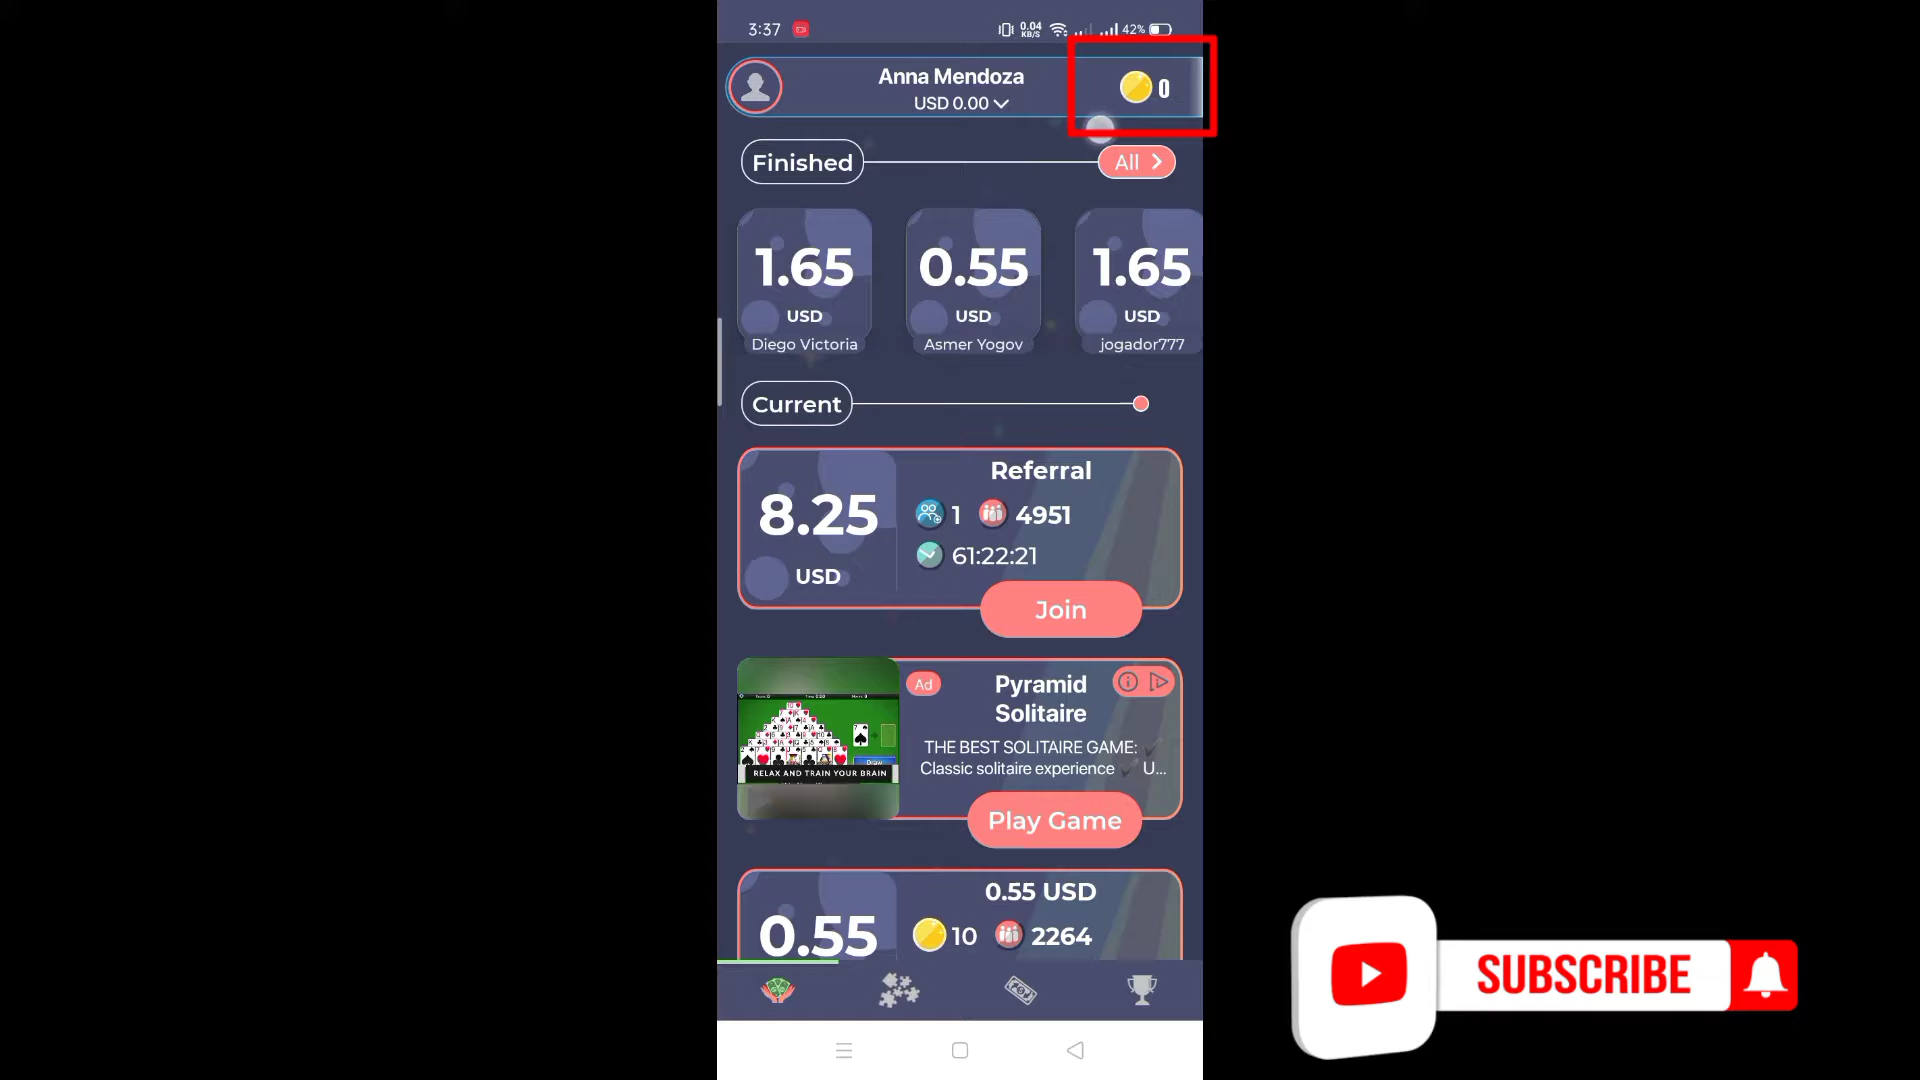 3:37
0.04
KB/S
42%
Anna Mendoza
USD 0.00
0
Finished
All
1.65
USD
Diego Victoria
0.55
USD
Asmer Yogov
1.65
USD
jogador777
Current
8.25
USD
Referral
1 4951
61:22:21
Join
Ad
Pyramid
Solitaire
THE BEST SOLITAIRE GAME: ✔
Classic solitaire experience ✔ U...
RELAX AND TRAIN YOUR BRAIN
Play Game
0.55
0.55 USD
10 2264
SUBSCRIBE